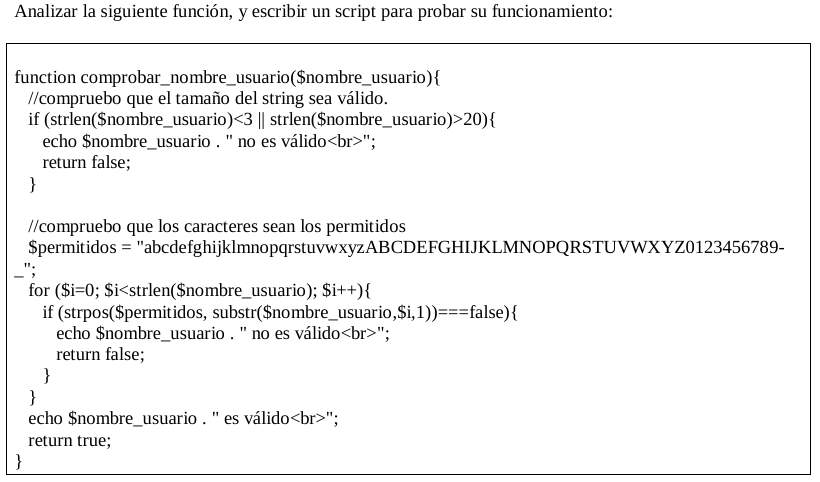 Analizar la siguiente función, y escribir un script para probar su funcionamiento:
function comprobar_nombre_usuario($nombre_usuario){
//compruebo que el tamaño del string sea válido.
if (strlen($nombre_usuario)<3 || strlen($nombre_usuario)>20){
echo $nombre_usuario . " no es válido<br>";
return false;
}
//compruebo que los caracteres sean los permitidos
$permitidos = "abcdefghijklmnopqrstuvwxyzABCDEFGHIJKLMNOPQRSTUVWXYZ0123456789-
_";
for ($i=0; $i<strlen($nombre_usuario); $i++){
if (strpos($permitidos, substr($nombre_usuario,$i,1))===false){
echo $nombre_usuario . " no es válido<br>";
return false;
}
}
echo $nombre_usuario . " es válido<br>";
return true;
}